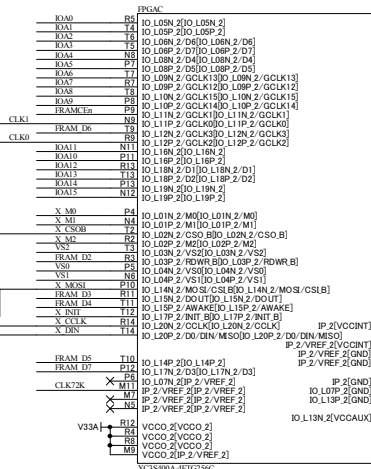 FPGAC
IOA0 R5 IO_L05N_2[IO_L05N_2]
IOA1 T4 IO_L05P_2[IO_L05P_2]
IOA2 T6 IO_L06N_2/D6[IO_L06N_2/D6]
IOA3 T5 IO_L06P_2/D7[IO_L06P_2/D7]
IOA4 N8 IO_L08N_2/D4[IO_L08N_2/D4]
IOA5 P7 IO_L08P_2/D5[IO_L08P_2/D5]
IOA6 T7 IO_L09N_2/GCLK13[IO_L09N_2/GCLK13]
IOA7 R7 IO_L09P_2/GCLK12[IO_L09P_2/GCLK12]
IOA8 T8 IO_L10N_2/GCLK15[IO_L10N_2/GCLK15]
IOA9 P8 IO_L10P_2/GCLK14[IO_L10P_2/GCLK14]
FRAMCEn P9 IO_L11N_2/GCLK1[IO_L11N_2/GCLK1]
CLK1 N9 IO_L11P_2/GCLK0[IO_L11P_2/GCLK0]
FRAM_D6 T9 IO_L12N_2/GCLK3[IO_L12N_2/GCLK3]
CLK0 R9 IO_L12P_2/GCLK2[IO_L12P_2/GCLK2]
IOA11 N11 IO_L16N_2[IO_L16N_2]
IOA10 P11 IO_L16P_2[IO_L16P_2]
IOA12 R13 IO_L18N_2/D1[IO_L18N_2/D1]
IOA13 T13 IO_L18P_2/D2[IO_L18P_2/D2]
IOA14 P13 IO_L19N_2[IO_L19N_2]
IOA15 N12 IO_L19P_2[IO_L19P_2]
X_M0 P4 IO_L01N_2/M0[IO_L01N_2/M0]
X_M1 N4 IO_L01P_2/M1[IO_L01P_2/M1]
X_CSOB T2 IO_L02N_2/CSO_B[IO_L02N_2/CSO_B]
X_M2 R2 IO_L02P_2/M2[IO_L02P_2/M2]
VS2 T3 IO_L03N_2/VS2[IO_L03N_2/VS2]
FRAM_D2 R3 IO_L03P_2/RDWR_B[IO_L03P_2/RDWR_B]
VS0 P5 IO_L04N_2/VS0[IO_L04N_2/VS0]
VS1 N6 IO_L04P_2/VS1[IO_L04P_2/VS1]
X_MOSI P10 IO_L14N_2/MOSI/CSI_B[IO_L14N_2/MOSI/CSI_B]
FRAM_D3 R11 IO_L15N_2/DOUT[IO_L15N_2/DOUT]
FRAM_D4 T11 IO_L15P_2/AWAKE[IO_L15P_2/AWAKE]
X_INIT T12 IO_L17P_2/INIT_B[IO_L17P_2/INIT_B]
X_CCLK R14 IO_L20N_2/CCLK[IO_L20N_2/CCLK] IP_2[VCCINT]
X_DIN T14 IO_L20P_2/D0/DIN/MISO[IO_L20P_2/D0/DIN/MISO]
IP_2/VREF_2[VCCINT]
IP_2/VREF_2[GND]
FRAM_D5 T10 IO_L14P_2[IO_L14P_2] IP_2/VREF_2[GND]
FRAM_D7 P12 IO_L17N_2/D3[IO_L17N_2/D3]
P6 IO_L07N_2[IP_2/VREF_2] IP_2[GND]
CLK72K M11 IP_2/VREF_2[IP_2/VREF_2] IO_L07P_2[GND]
M7 IP_2/VREF_2[IP_2/VREF_2] IO_L13P_2[GND]
N5 IP_2/VREF_2[IP_2/VREF_2]
IO_L13N_2[VCCAUX]
V33A R12 VCCO_2[VCCO_2]
R4 VCCO_2[VCCO_2]
R8 VCCO_2[VCCO_2]
M9 VCCO_2[VCCO_2]
XC3S400A-4FTG256C